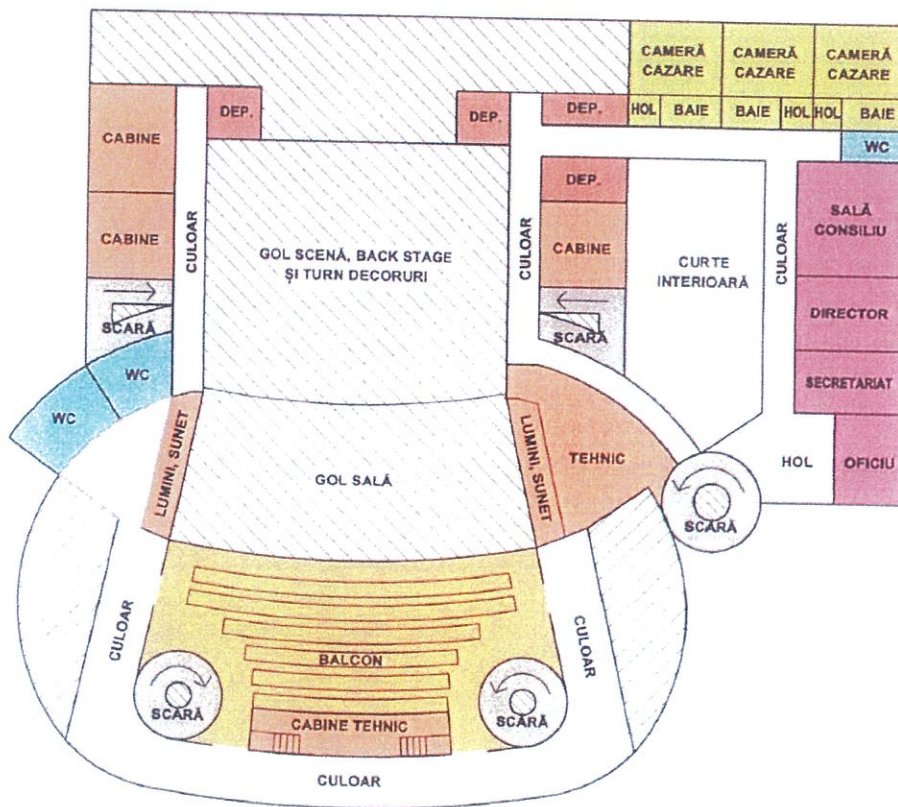 CAMERĂ
CAZARE
CAMERĂ
CAZARE
CAMERĂ
CAZARE
DEP.
DEP.
DEP.
HOL
BAIE
BAIE
HOL
HOL
BAIE
WC
CABINE
DEP.
SALĂ
CONSILIU
CULOAR
CULOAR
CULOAR
CABINE
CABINE
GOL SCENĂ, BACK STAGE
ȘI TURN DECORURI
CURTE
INTERIOARĂ
DIRECTOR
SCARĂ
SCARĂ
WC
WC
SECRETARIAT
LUMINI, SUNET
GOL SALĂ
LUMINI, SUNET
TEHNIC
HOL
OFICIU
SCARĂ
CULOAR
CULOAR
BALCON
SCARĂ
CABINE TEHNIC
SCARĂ
CULOAR